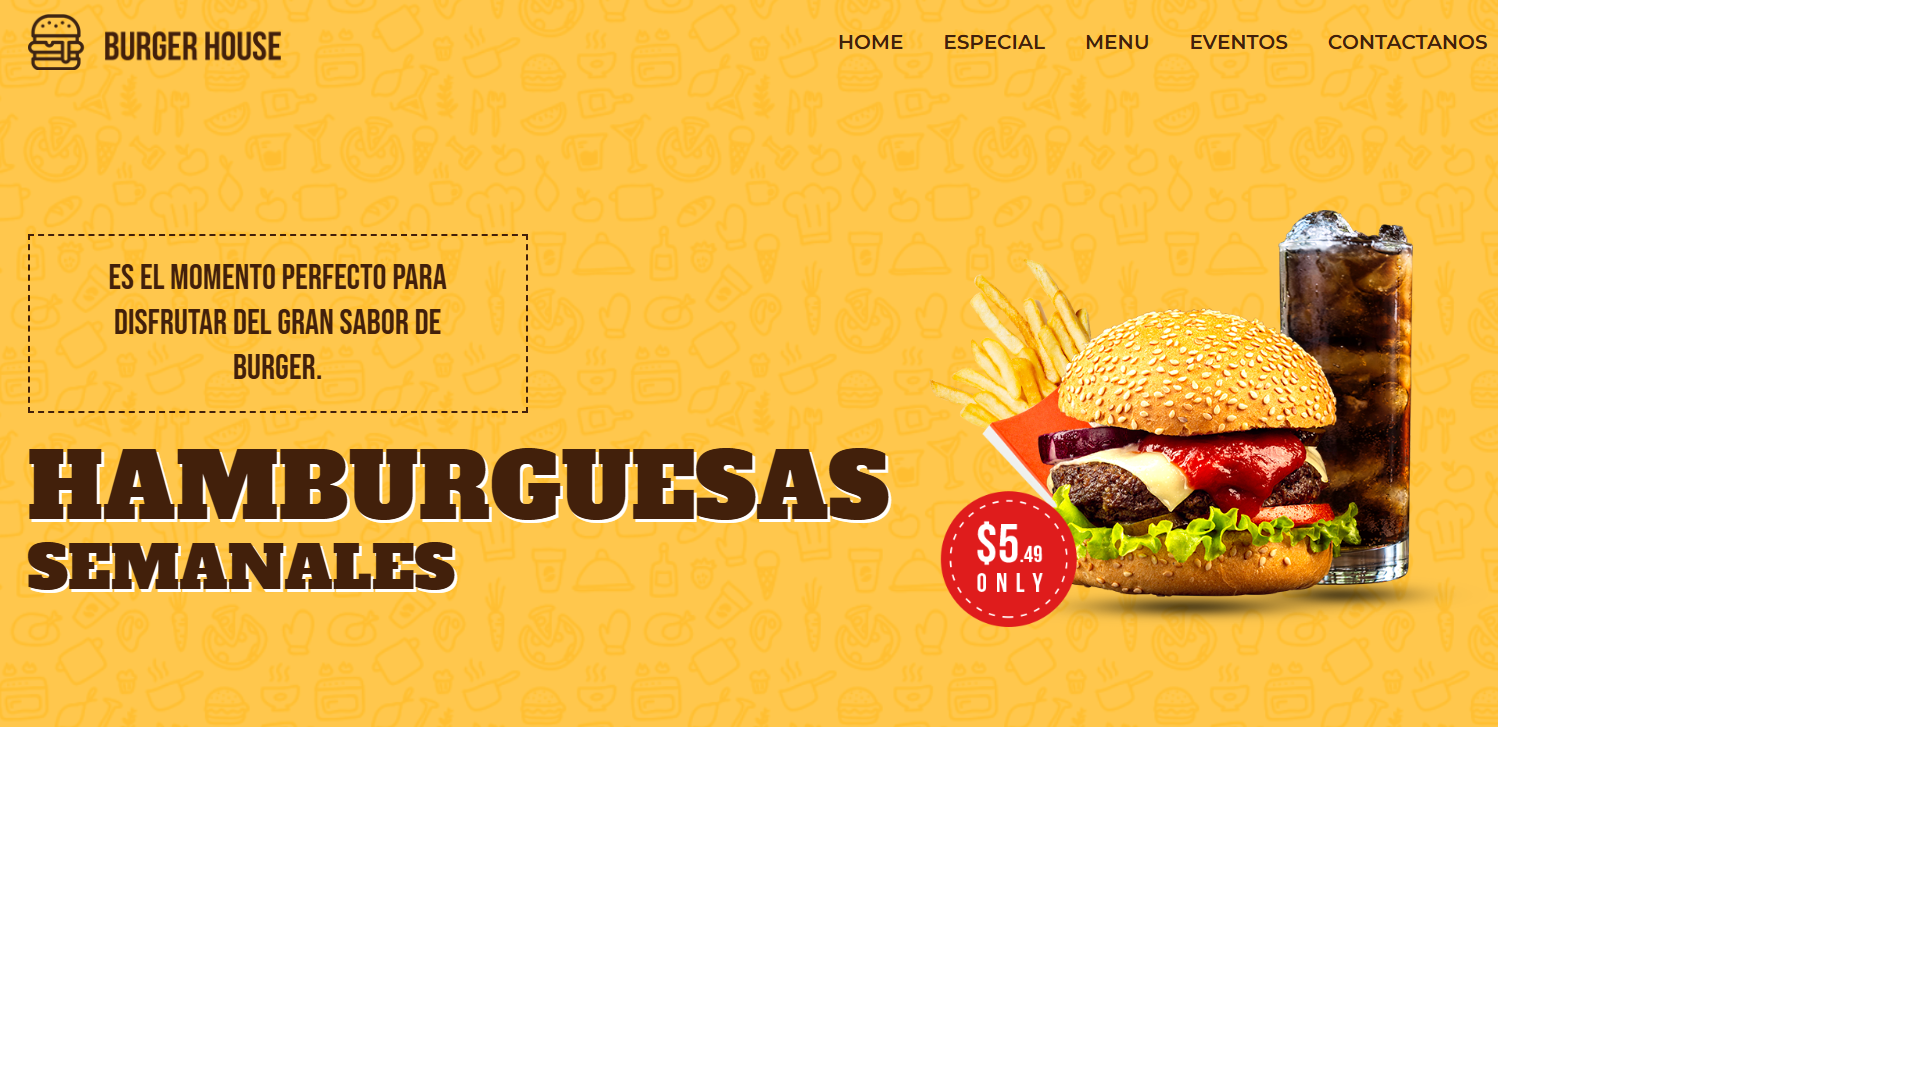 BURGER HOUSE
HOME ESPECIAL MENU EVENTOS CONTACTANOS
ES EL MOMENTO PERFECTO PARA
DISFRUTAR DEL GRAN SABOR DE
BURGER.
HAMBURGUESAS
SEMANALES
$5.49
ONLY